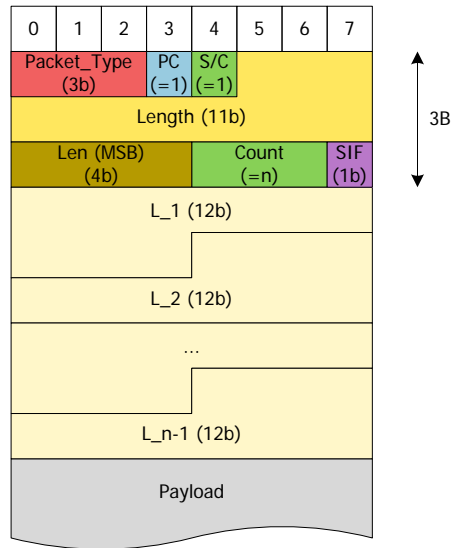 0 1 2 3 4 5 6 7
Packet_Type PC S/C
(3b) (=1) (=1)
Length (11b)
3B
Len (MSB) Count SIF
(4b) (=n) (1b)
L_1 (12b)
L_2 (12b)
...
L_n-1 (12b)
Payload